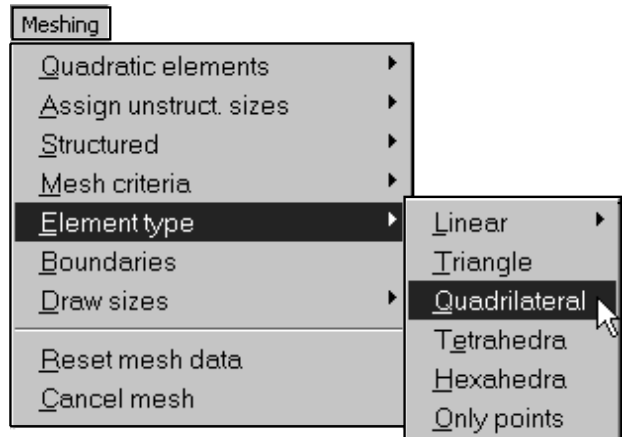 Meshing
Quadratic elements
Assign unstruct. sizes
Structured
Mesh criteria
Element type
Boundaries
Draw sizes
Reset mesh data
Cancel mesh
Linear
Triangle
Quadrilateral
Tetrahedra
Hexahedra
Only points